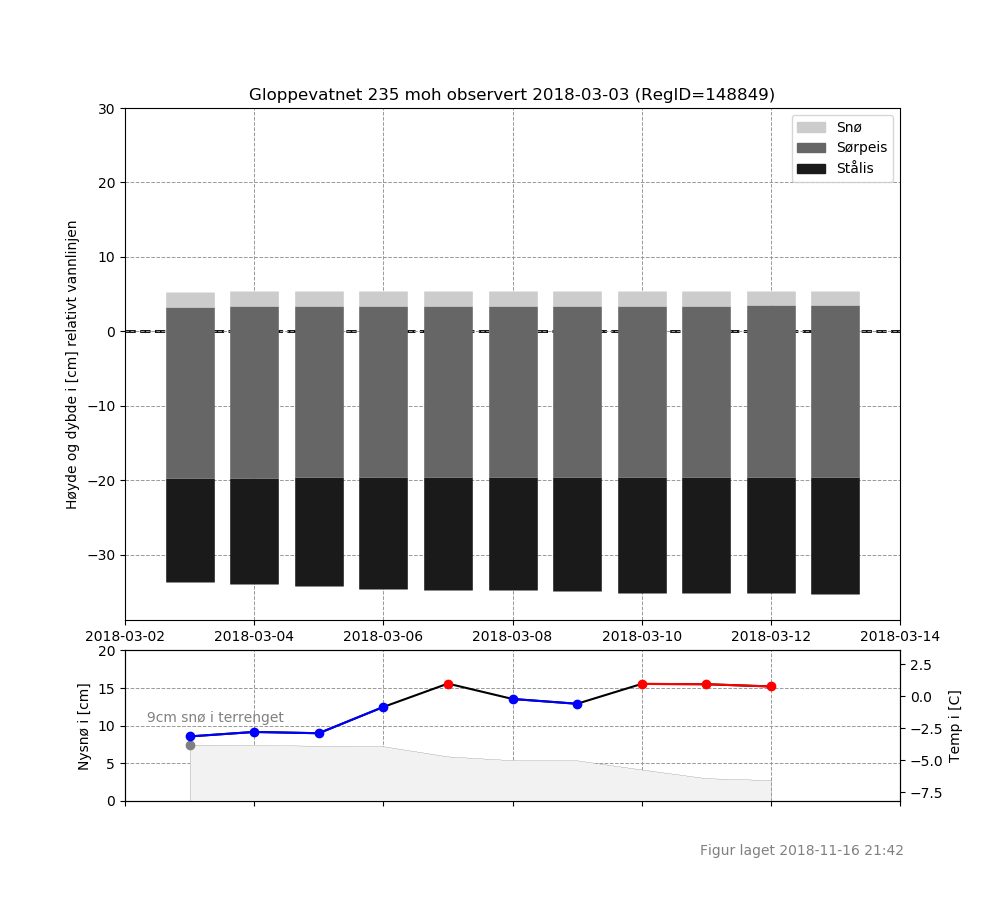 Gloppevatnet 235 moh observert 2018-03-03 (RegID=148849)
Høyde og dybde i [cm] relativt vannlinjen
30
20
10
0
−10
−20
−30
Snø
Sørpeis
Stålis
2018-03-02 2018-03-04 2018-03-06 2018-03-08 2018-03-10 2018-03-12 2018-03-14
Nysnø i [cm]
20
15
10
5
0
9cm snø i terrenget
2.5
0.0
−2.5
−5.0
−7.5
Temp i [C]
Figur laget 2018-11-16 21:42